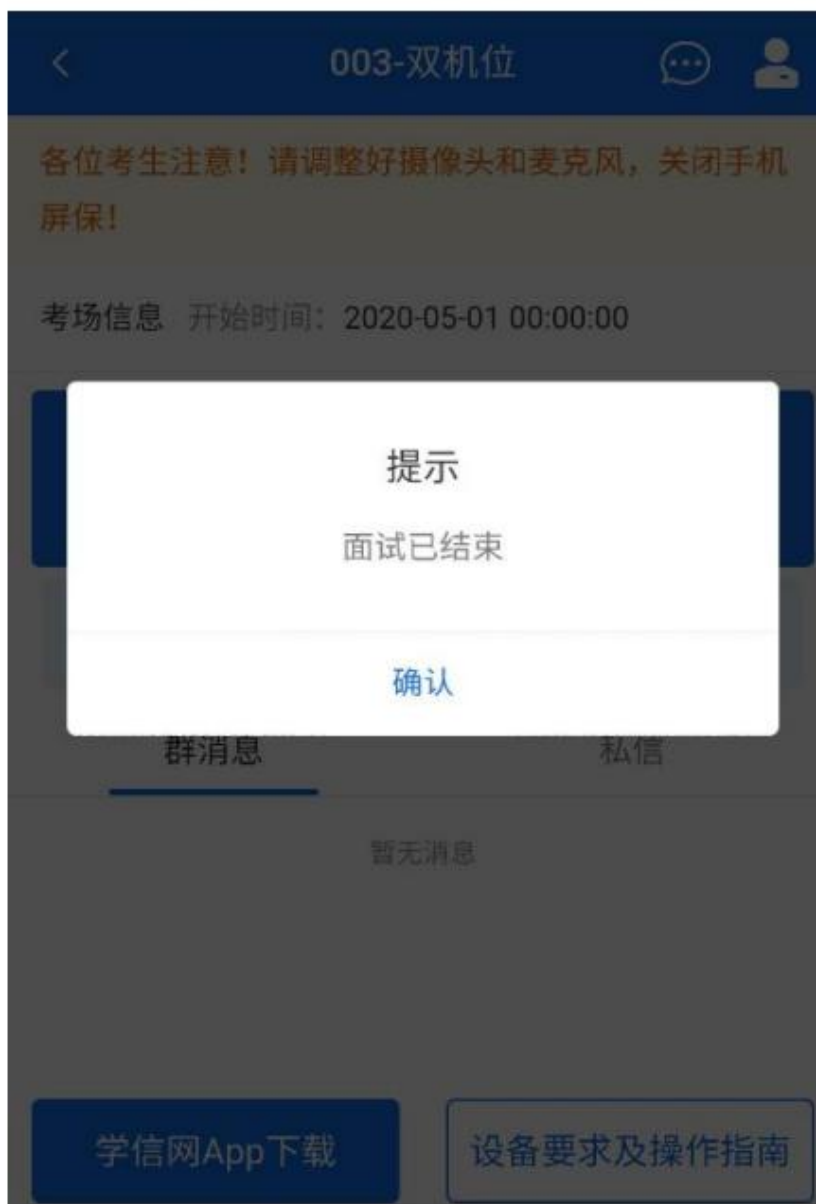 003-双机位
各位考生注意！请调整好摄像头和麦克风，关闭手机
屏保！
考场信息 开始时间：2020-05-01 00:00:00
提示
面试已结束
确认
群消息 私信
暂无消息
学信网App下载 设备要求及操作指南